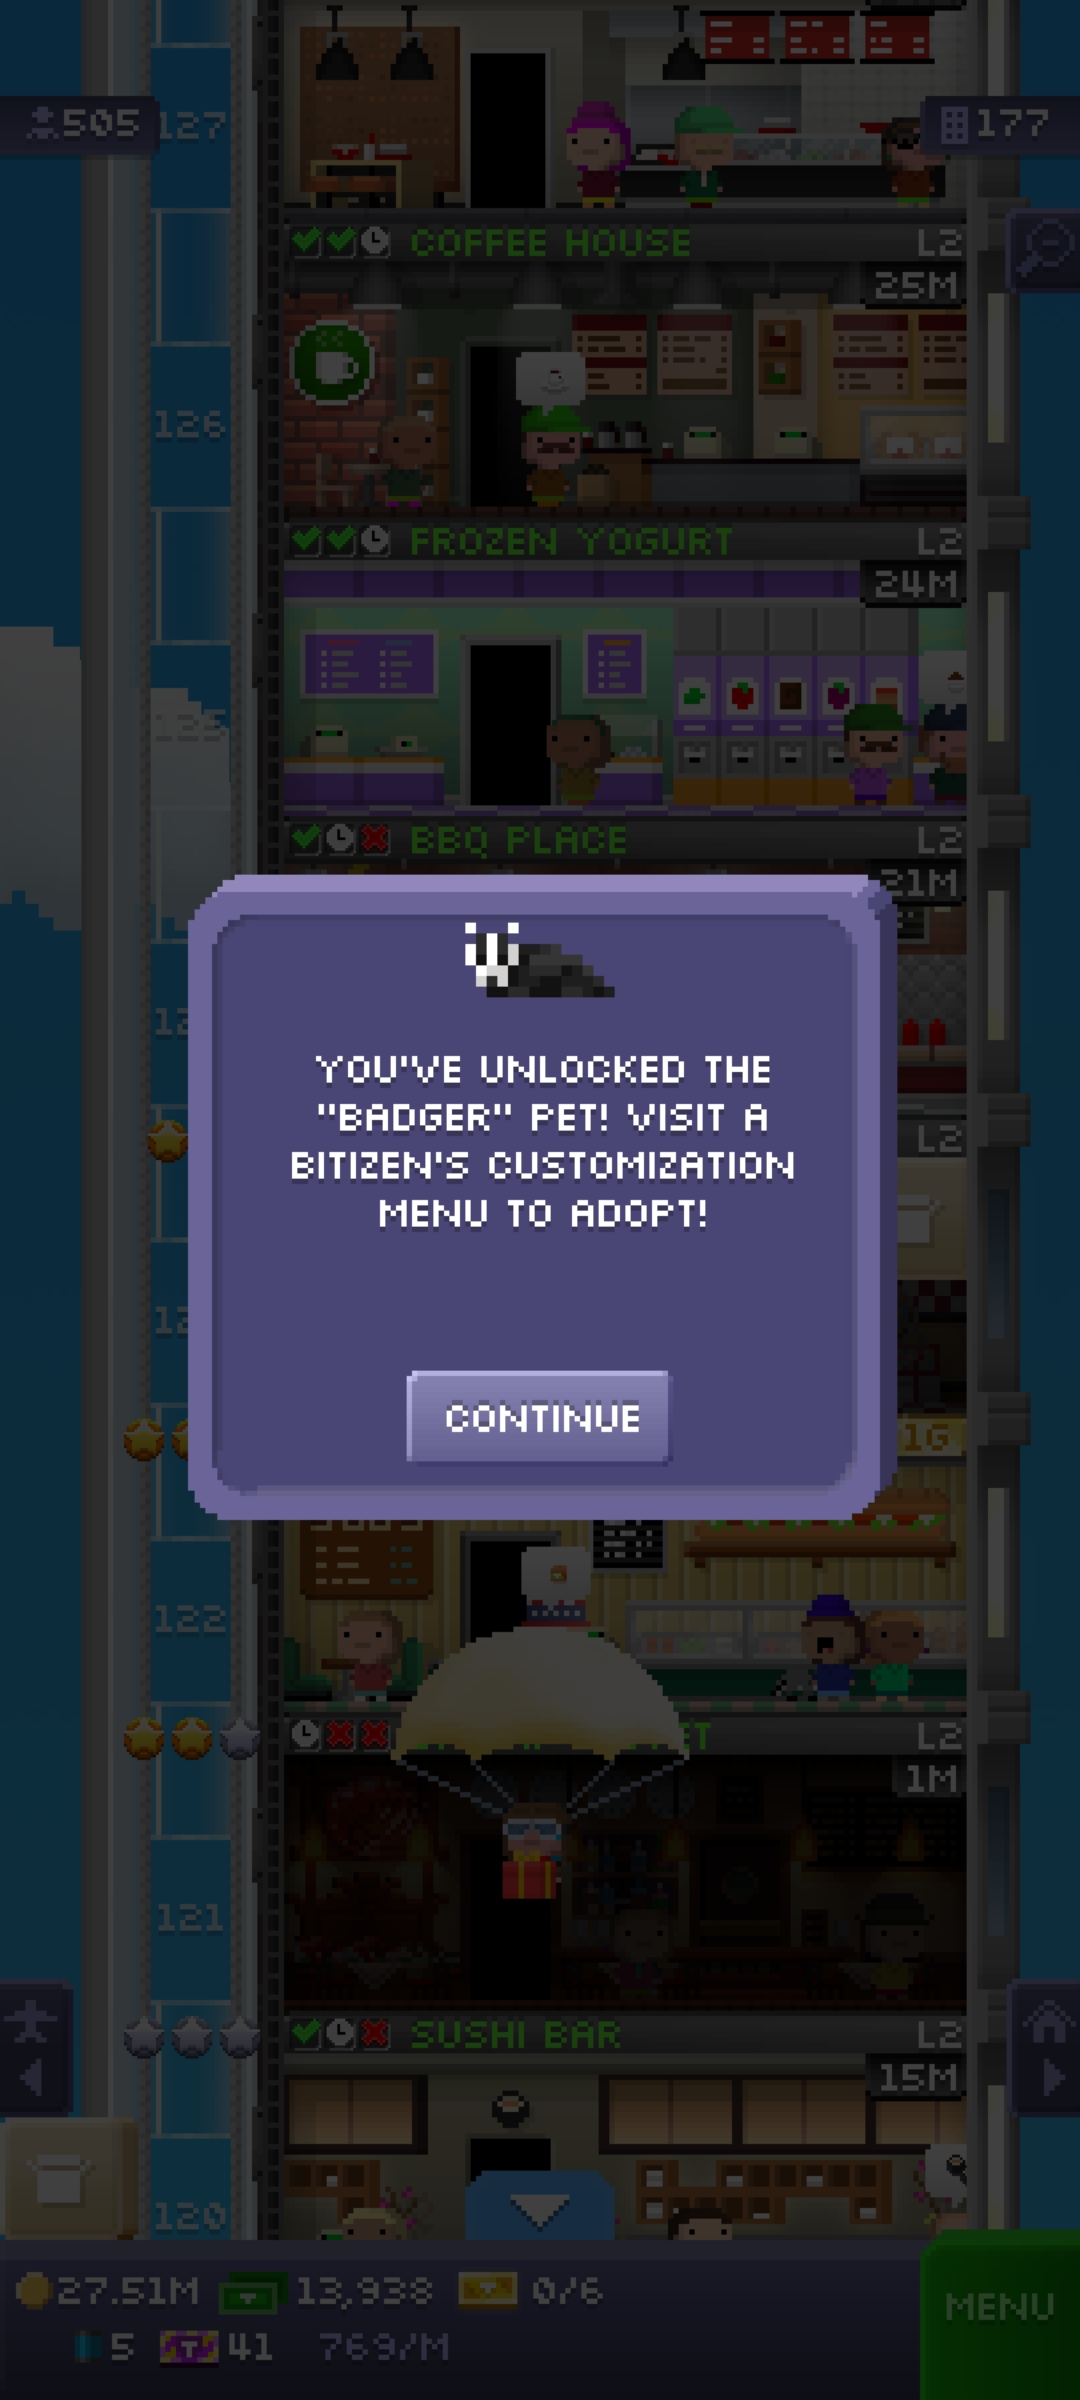 505
127
177
COFFEE HOUSE
L2
25M
126
FROZEN YOGURT
L2
24M
125
BBQ PLACE
L2
21M
YOU'VE UNLOCKED THE
"BADGER" PET! VISIT A
BITIZEN'S CUSTOMIZATION
MENU TO ADOPT!
L2
1G
CONTINUE
122
L2
1M
121
SUSHI BAR
L2
15M
120
27.51M
13,938
0/6
MENU
5
T
41
769/M